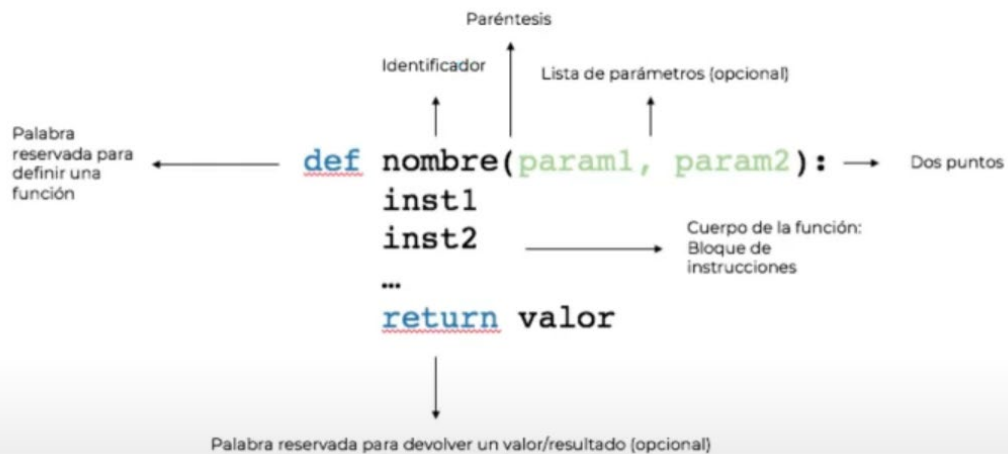 Paréntesis
Identificador
Lista de parámetros (opcional)
Palabra
reservada para
definir una
función
def nombre(param1, param2):
Dos puntos
inst1
inst2
Cuerpo de la función:
Bloque de
instrucciones
...
return valor
Palabra reservada para devolver un valor/resultado (opcional)